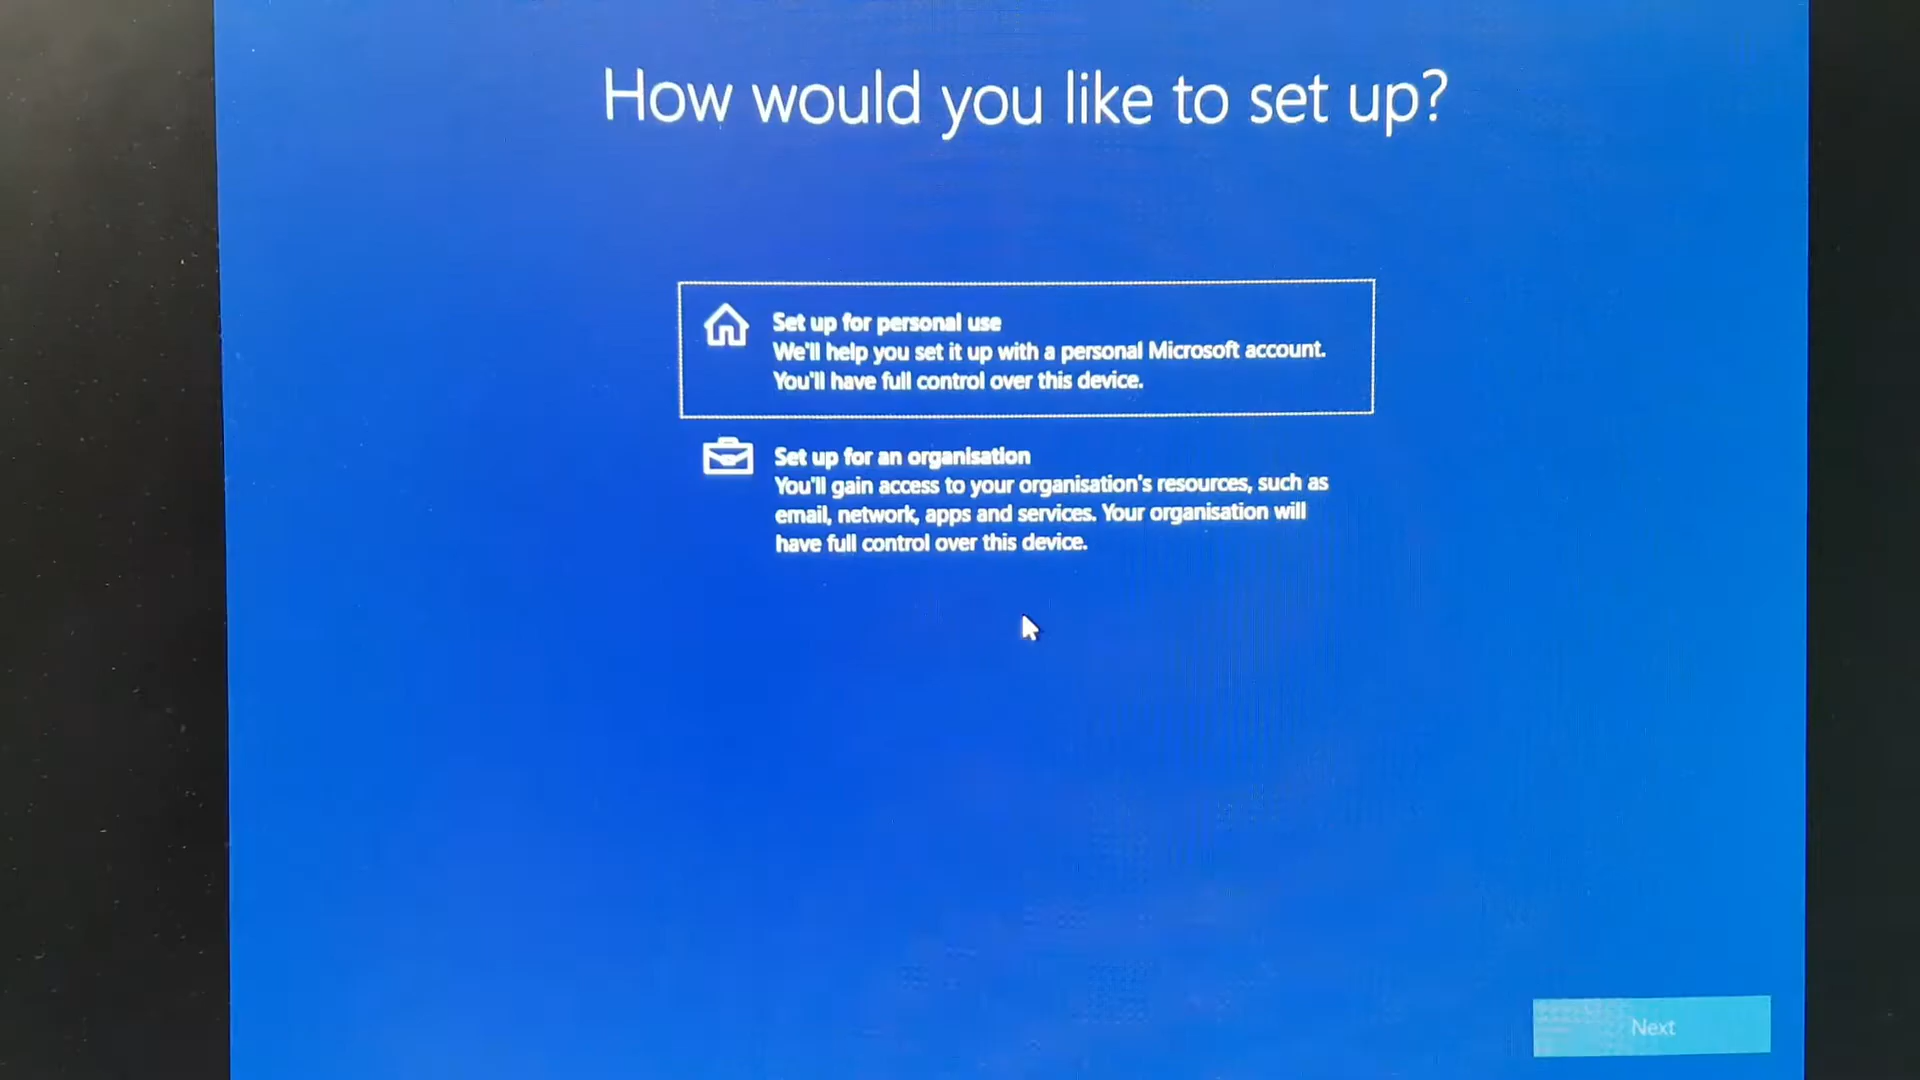 How would you like to set up?
Set up for personal use
We'll help you set it up with a personal Microsoft account.
You'll have full control over this device.
Set up for an organisation
You'll gain access to your organisation's resources, such as
email, network, apps and services. Your organisation will
have full control over this device.
Next